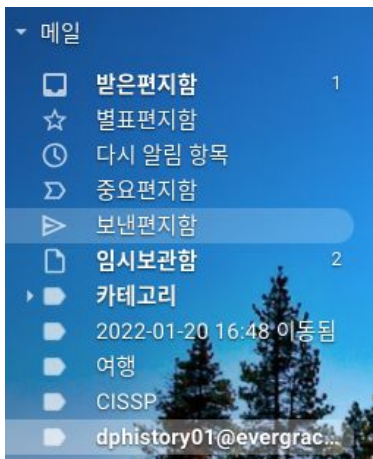 메일
받은편지함 1
별표편지함
다시 알림 항목
중요편지함
보낸편지함
임시보관함 2
카테고리
2022-01-20 16:48 이동됨
여행
CISSP
dphistory01@evergrac...